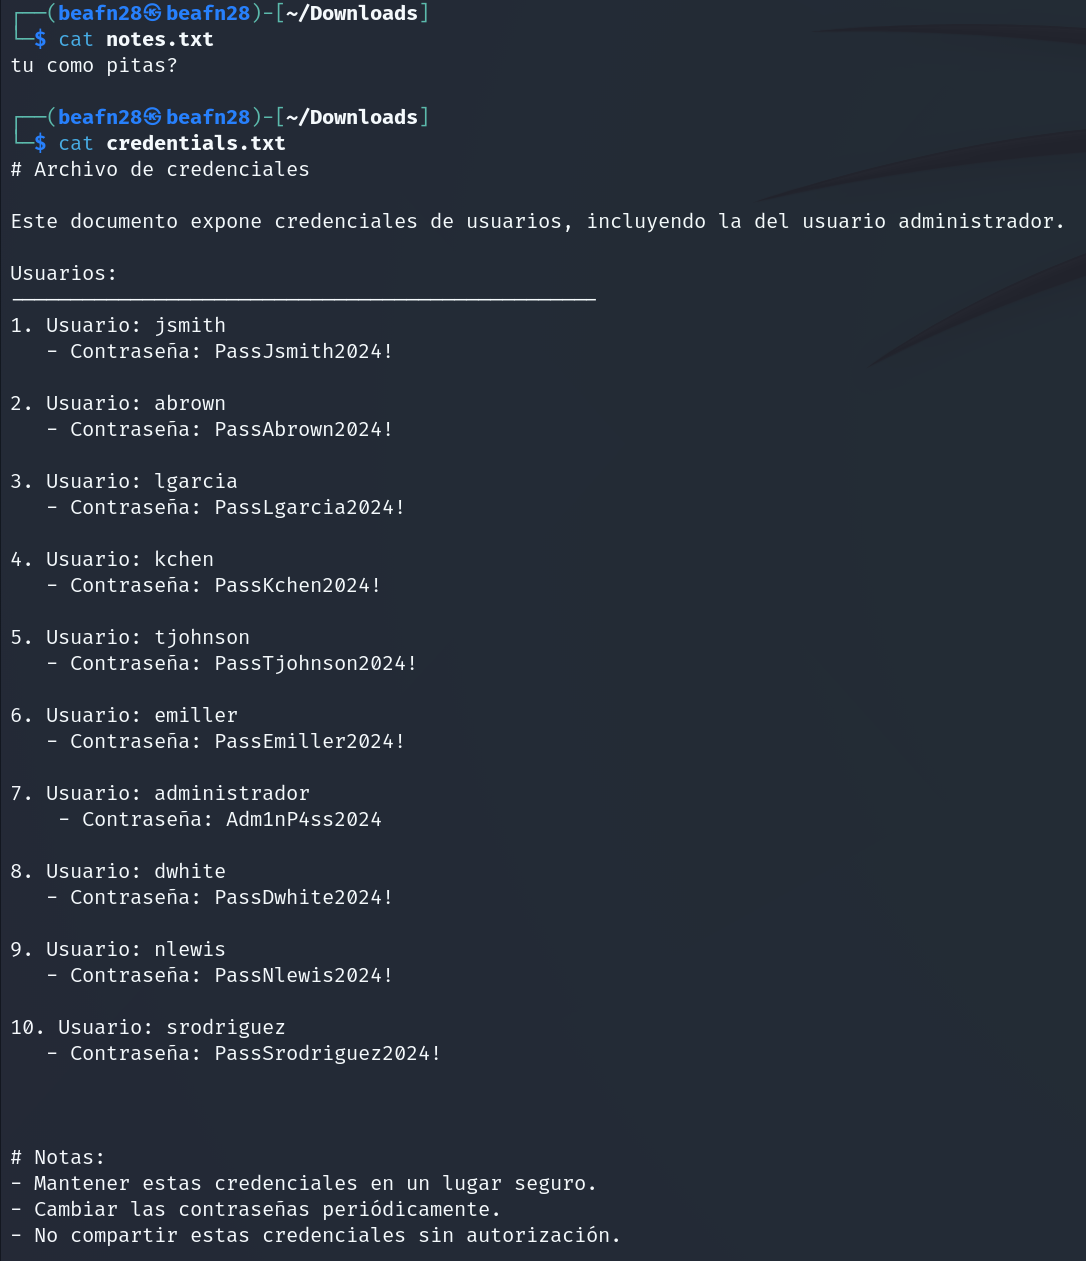 ┌──(beafn28㉿beafn28)-[~/Downloads]
└─$ cat notes.txt
tu como pitas?
┌──(beafn28㉿beafn28)-[~/Downloads]
└─$ cat credentials.txt
# Archivo de credenciales
Este documento expone credenciales de usuarios, incluyendo la del usuario administrador.
Usuarios:
-------------------------------------------------
1. Usuario: jsmith
   - Contraseña: PassJsmith2024!
2. Usuario: abrown
   - Contraseña: PassAbrown2024!
3. Usuario: lgarcia
   - Contraseña: PassLgarcia2024!
4. Usuario: kchen
   - Contraseña: PassKchen2024!
5. Usuario: tjohnson
   - Contraseña: PassTjohnson2024!
6. Usuario: emiller
   - Contraseña: PassEmiller2024!
7. Usuario: administrador
    - Contraseña: Adm1nP4ss2024
8. Usuario: dwhite
   - Contraseña: PassDwhite2024!
9. Usuario: nlewis
   - Contraseña: PassNlewis2024!
10. Usuario: srodriguez
   - Contraseña: PassSrodriguez2024!
# Notas:
- Mantener estas credenciales en un lugar seguro.
- Cambiar las contraseñas periódicamente.
- No compartir estas credenciales sin autorización.